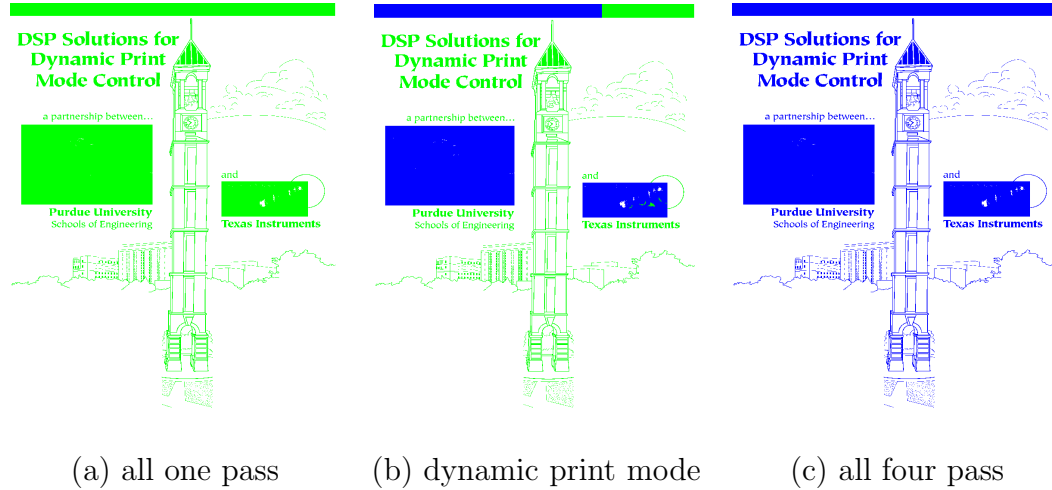 DSP Solutions for
Dynamic Print
Mode Control
a partnership between...
and
Purdue University
Schools of Engineering
Texas Instruments
DSP Solutions for
Dynamic Print
Mode Control
a partnership between...
and
Purdue University
Schools of Engineering
Texas Instruments
DSP Solutions for
Dynamic Print
Mode Control
a partnership between...
and
Purdue University
Schools of Engineering
Texas Instruments
(a) all one pass
(b) dynamic print mode
(c) all four pass